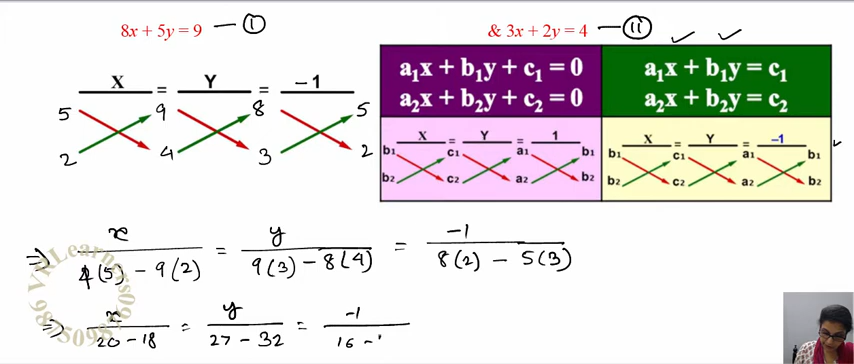 8x + 5y = 9 — Ⓘ
& 3x + 2y = 4 — Ⓘⓘ
a₁x + b₁y + c₁ = 0
a₂x + b₂y + c₂ = 0
a₁x + b₁y = c₁
a₂x + b₂y = c₂
X = Y = −1
5 9 8 5
2 4 3 2
X = Y = 1
b₁ c₁ a₁ b₁
b₂ c₂ a₂ b₂
X = Y = −1
b₁ c₁ a₁ b₁
b₂ c₂ a₂ b₂
⇒ x / 4(5) − 9(2) = y / 9(3) − 8(4) = −1 / 8(2) − 5(3)
⇒ x / 20 − 18 = y / 27 − 32 = −1 / 16 −